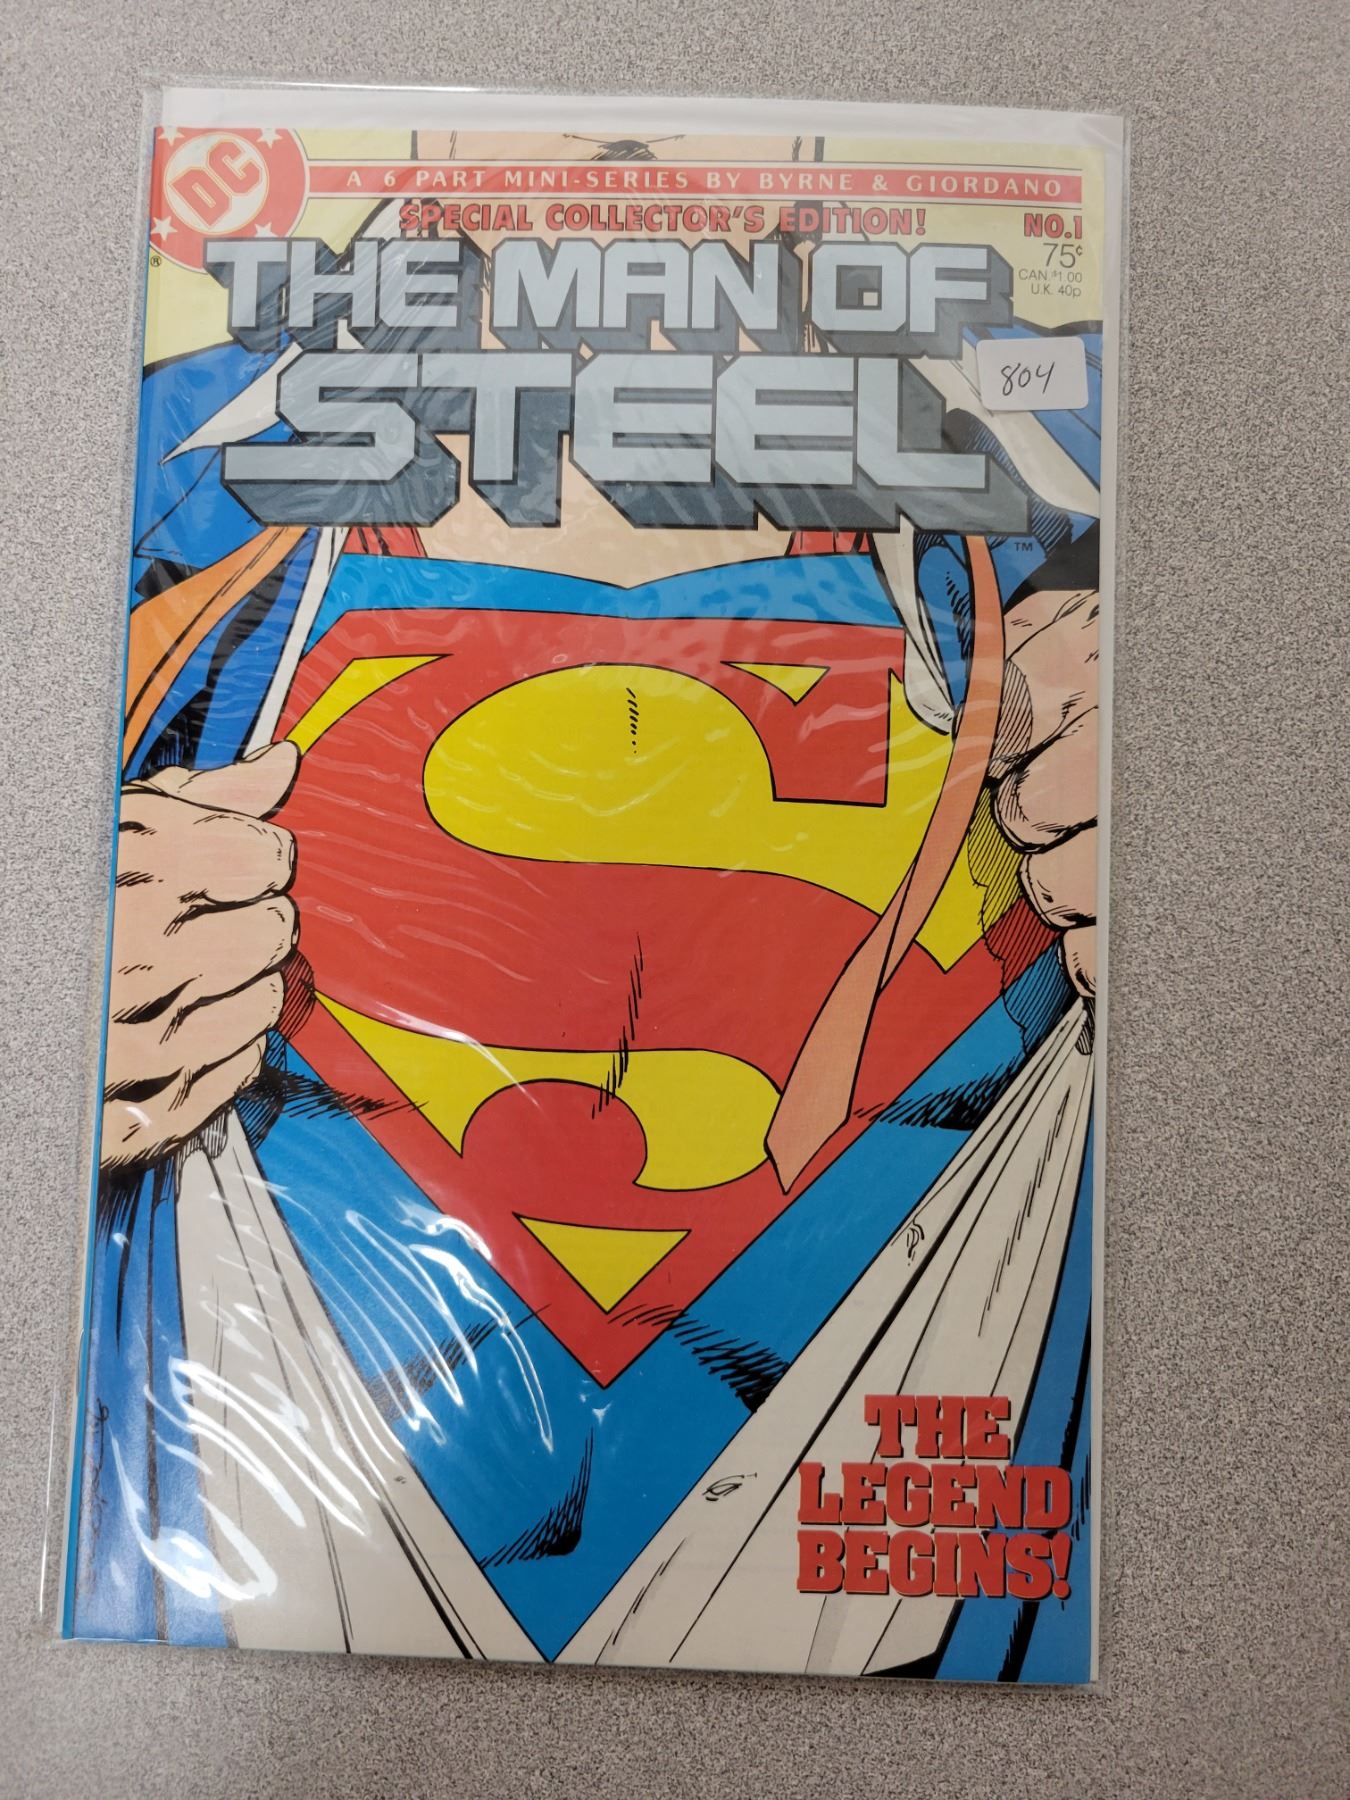 DC
®
A 6 PART MINI-SERIES BY BYRNE & GIORDANO
SPECIAL COLLECTOR'S EDITION!
NO.1
75¢
CAN $1.00
U.K. 40p
THE MAN OF
STEEL
TM
804
S
THE
LEGEND
BEGINS!